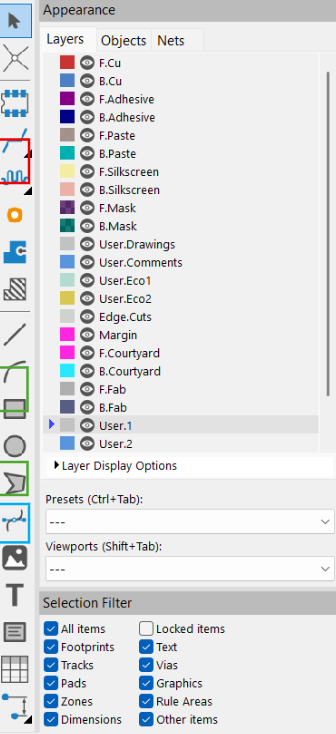 Appearance
Layers Objects Nets
F.Cu
B.Cu
F.Adhesive
B.Adhesive
F.Paste
B.Paste
F.Silkscreen
B.Silkscreen
F.Mask
B.Mask
User.Drawings
User.Comments
User.Eco1
User.Eco2
Edge.Cuts
Margin
F.Courtyard
B.Courtyard
F.Fab
B.Fab
User.1
User.2
Layer Display Options
Presets (Ctrl+Tab):
---
Viewports (Shift+Tab):
---
T
Selection Filter
All items Locked items
Footprints Text
Tracks Vias
Pads Graphics
Zones Rule Areas
Dimensions Other items